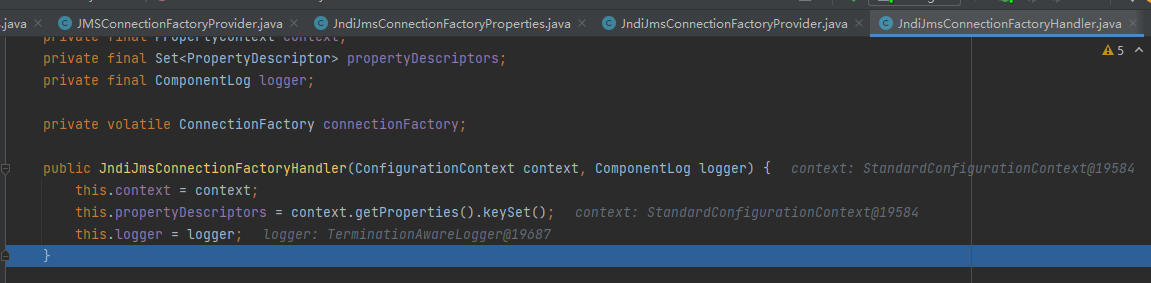 s.java JMSConnectionFactoryProvider.java JndiJmsConnectionFactoryProperties.java JndiJmsConnectionFactoryProvider.java JndiJmsConnectionFactoryHandler.java
private final PropertyContext context;
5
private final Set<PropertyDescriptor> propertyDescriptors;
private final ComponentLog logger;
private volatile ConnectionFactory connectionFactory;
public JndiJmsConnectionFactoryHandler(ConfigurationContext context, ComponentLog logger) { context: StandardConfigurationContext@19584
this.context = context;
this.propertyDescriptors = context.getProperties().keySet(); context: StandardConfigurationContext@19584
this.logger = logger; logger: TerminationAwareLogger@19687
}